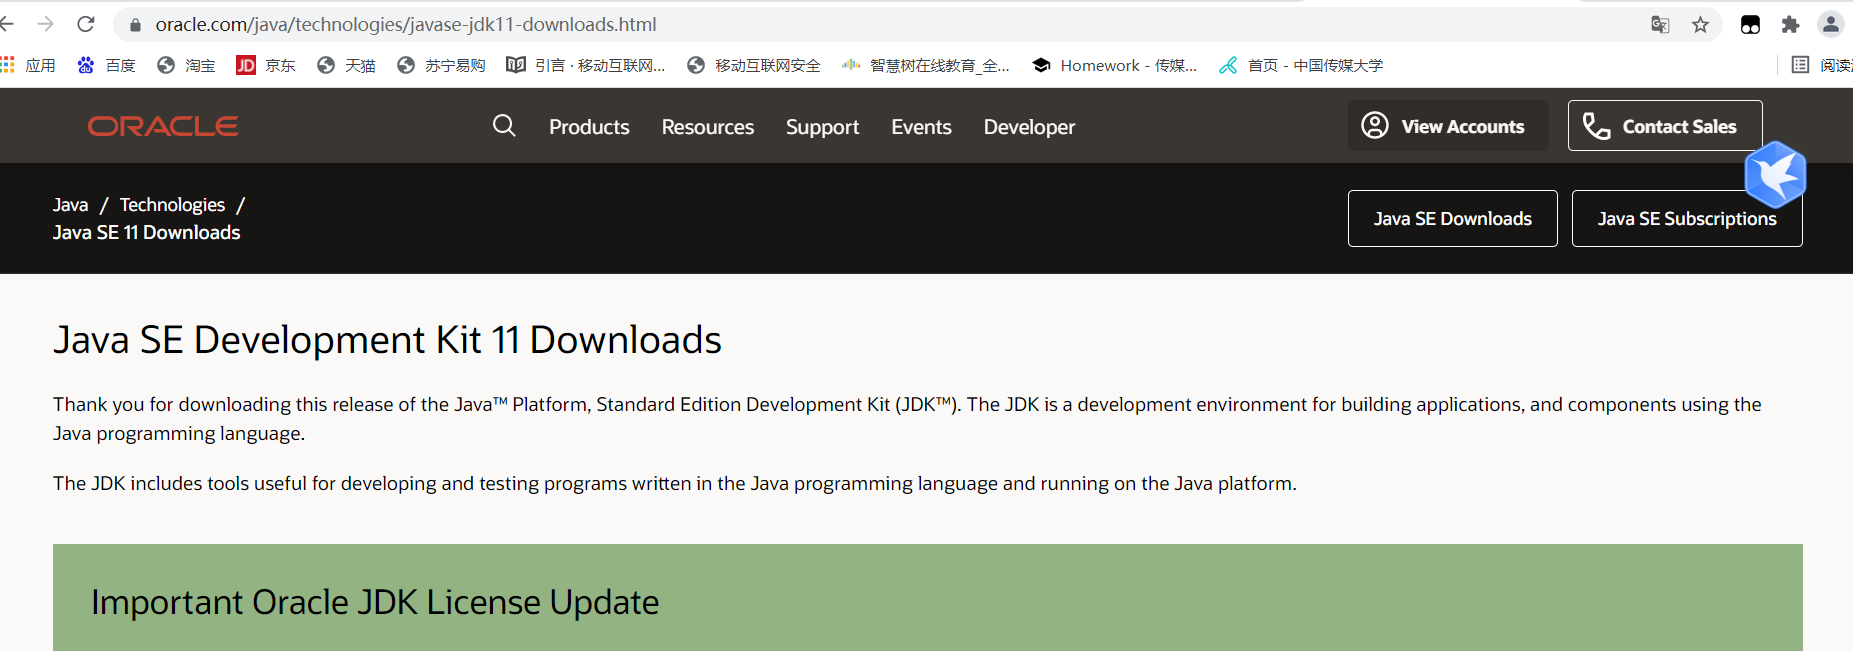 oracle.com/java/technologies/javase-jdk11-downloads.html
应用 百度 淘宝 JD 京东 天猫 苏宁易购 引言 · 移动互联网... 移动互联网安全 智慧树在线教育_全... Homework - 传媒... 首页 - 中国传媒大学 阅读
ORACLE Products Resources Support Events Developer View Accounts Contact Sales
Java / Technologies /
Java SE 11 Downloads
Java SE Downloads Java SE Subscriptions
Java SE Development Kit 11 Downloads
Thank you for downloading this release of the Java™ Platform, Standard Edition Development Kit (JDK™). The JDK is a development environment for building applications, and components using the
Java programming language.
The JDK includes tools useful for developing and testing programs written in the Java programming language and running on the Java platform.
Important Oracle JDK License Update